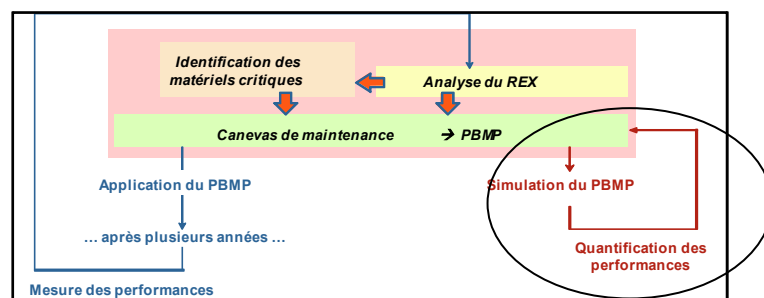 Identification des
matériels critiques
Analyse du REX
Canevas de maintenance → PBMP
Application du PBMP
Simulation du PBMP
… après plusieurs années …
Quantification des
performances
Mesure des performances